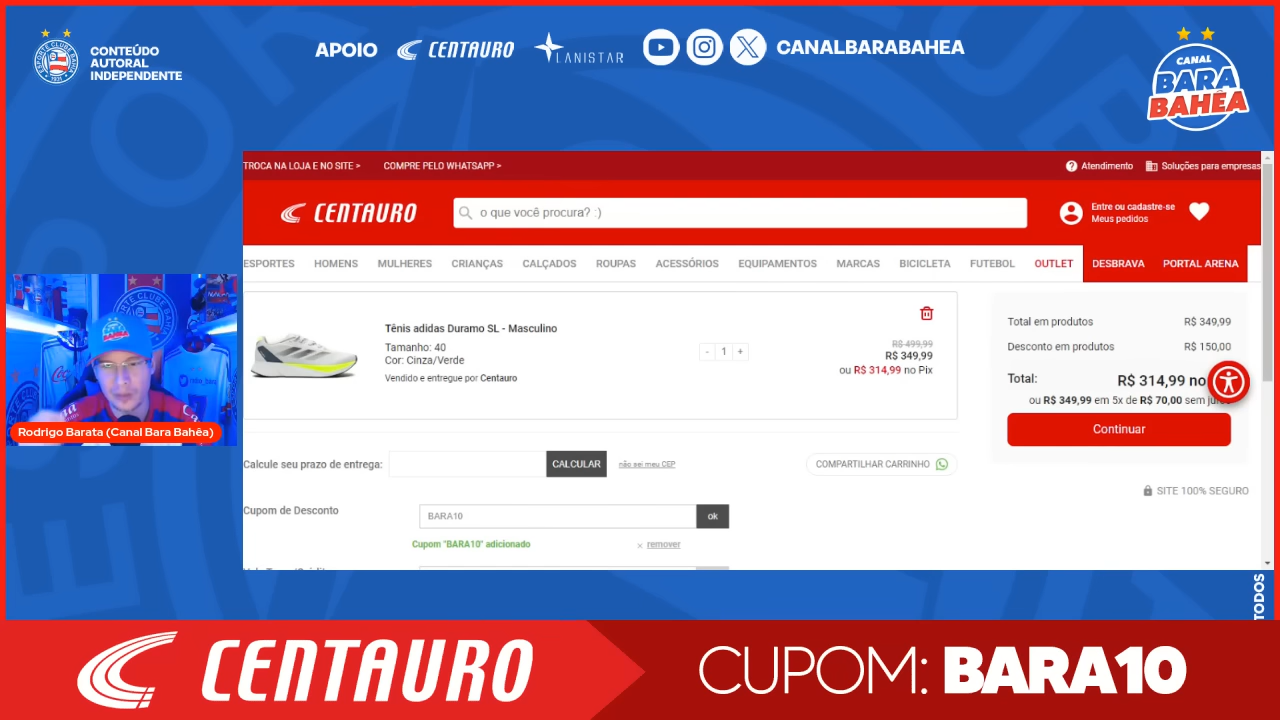 CONTEÚDO
AUTORAL
INDEPENDENTE
APOIO
CENTAURO
LANISTAR
CANALBARABAHEA
CANAL
BARA
BAHÊA
TROCA NA LOJA E NO SITE >
COMPRE PELO WHATSAPP >
Atendimento
Soluções para empresas
CENTAURO
o que você procura? :)
Entre ou cadastre-se
Meus pedidos
ESPORTES
HOMENS
MULHERES
CRIANÇAS
CALÇADOS
ROUPAS
ACESSÓRIOS
EQUIPAMENTOS
MARCAS
BICICLETA
FUTEBOL
OUTLET
DESBRAVA
PORTAL ARENA
Tênis adidas Duramo SL - Masculino
Tamanho: 40
Cor: Cinza/Verde
Vendido e entregue por Centauro
- 1 +
R$ 499,99
R$ 349,99
ou R$ 314,99 no Pix
Total em produtos R$ 349,99
Desconto em produtos R$ 150,00
Total: R$ 314,99 no
ou R$ 349,99 em 5x de R$ 70,00 sem
Continuar
Calcule seu prazo de entrega:
CALCULAR
não sei meu CEP
COMPARTILHAR CARRINHO
SITE 100% SEGURO
Cupom de Desconto
BARA10
ok
Cupom "BARA10" adicionado
× remover
Rodrigo Barata (Canal Bara Bahêa)
TODOS
CENTAURO
CUPOM: BARA10